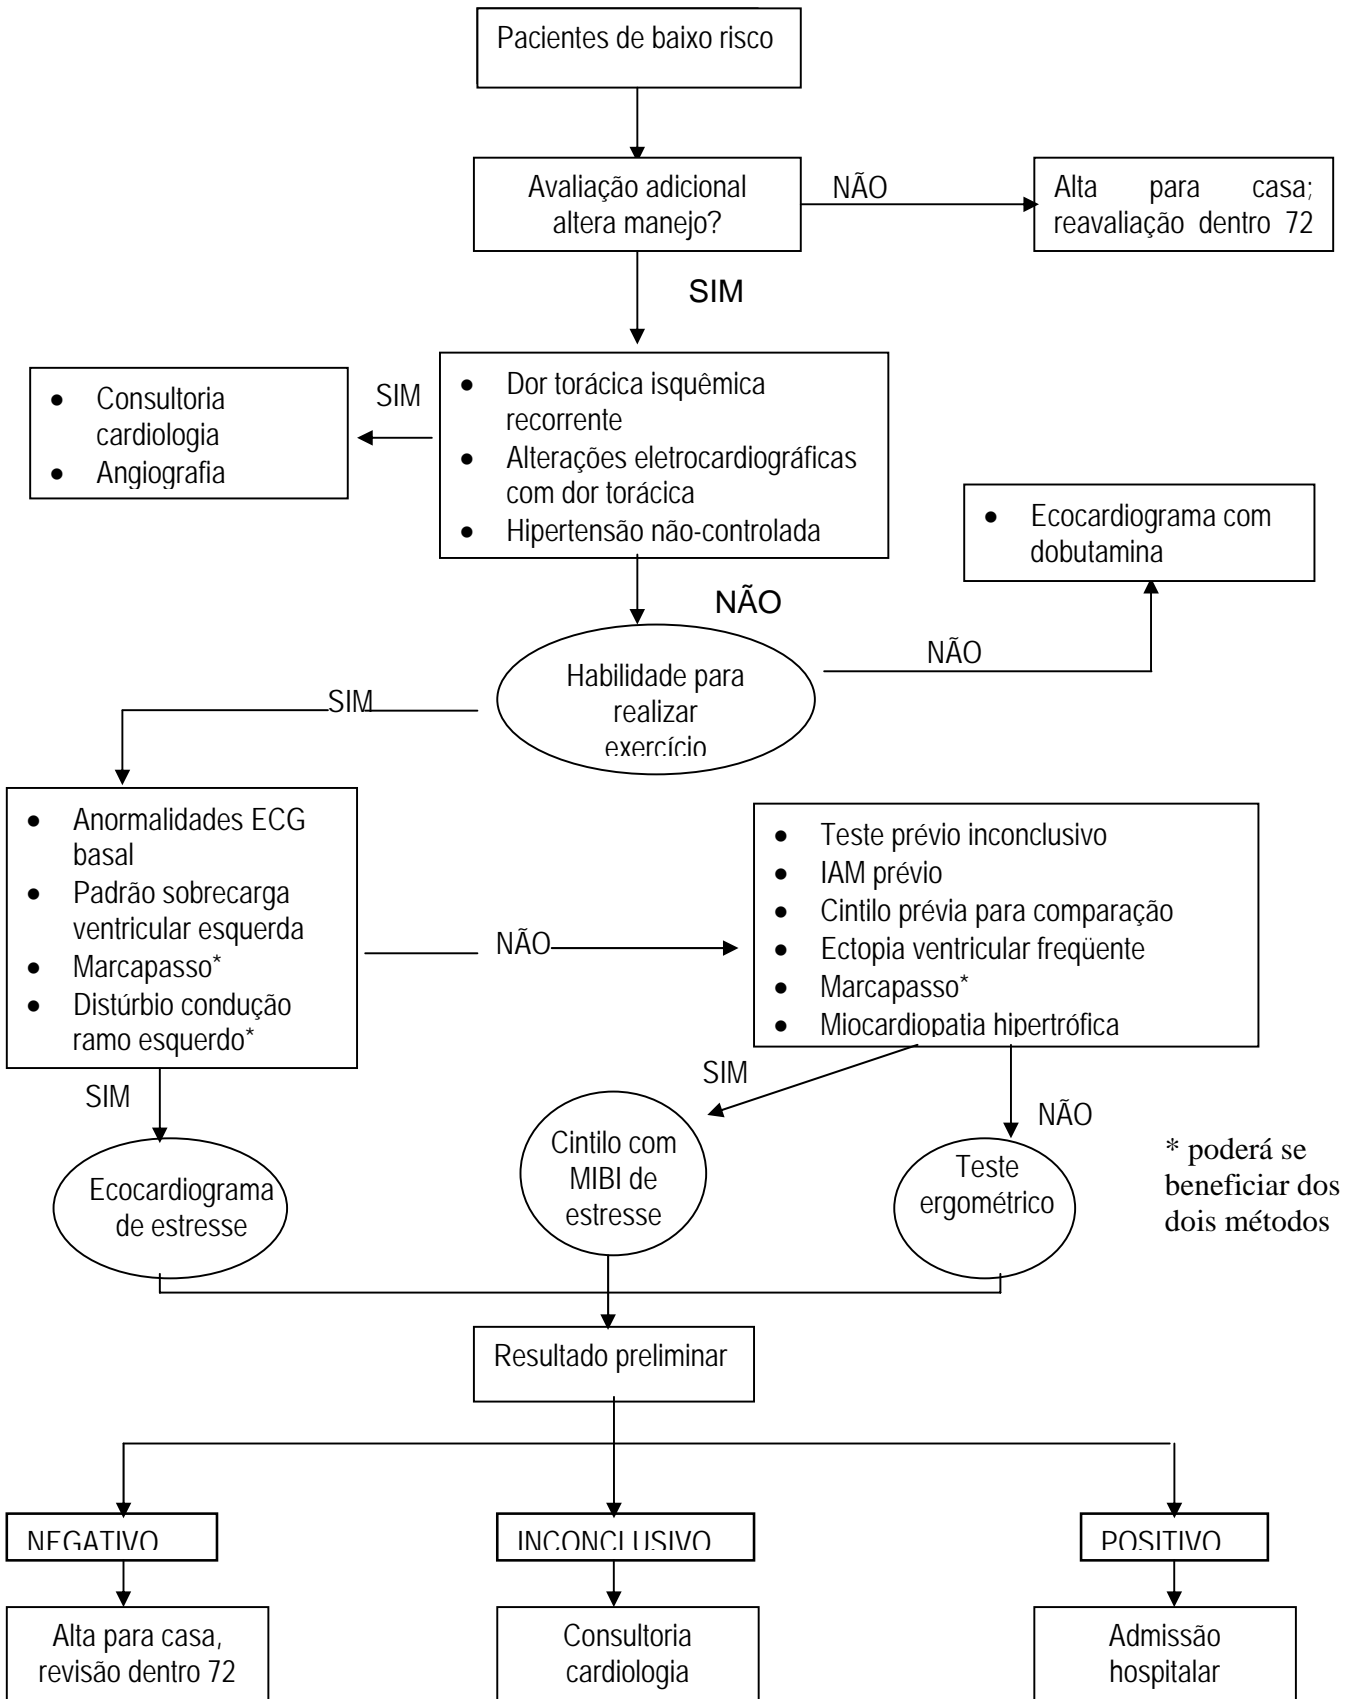 Pacientes de baixo risco
Avaliação adicional
altera manejo?
NÃO
Alta para casa;
reavaliação dentro 72
SIM
Consultoria
cardiologia
Angiografia
SIM
Dor torácica isquêmica
recorrente
Alterações eletrocardiográficas
com dor torácica
Hipertensão não-controlada
Ecocardiograma com
dobutamina
NÃO
NÃO
Habilidade para
realizar
exercício
SIM
Anormalidades ECG
basal
Padrão sobrecarga
ventricular esquerda
Marcapasso*
Distúrbio condução
ramo esquerdo*
NÃO
Teste prévio inconclusivo
IAM prévio
Cintilo prévia para comparação
Ectopia ventricular freqüente
Marcapasso*
Miocardiopatia hipertrófica
SIM
SIM
NÃO
Ecocardiograma
de estresse
Cintilo com
MIBI de
estresse
Teste
ergométrico
* poderá se
beneficiar dos
dois métodos
Resultado preliminar
NEGATIVO
INCONCLUSIVO
POSITIVO
Alta para casa,
revisão dentro 72
Consultoria
cardiologia
Admissão
hospitalar